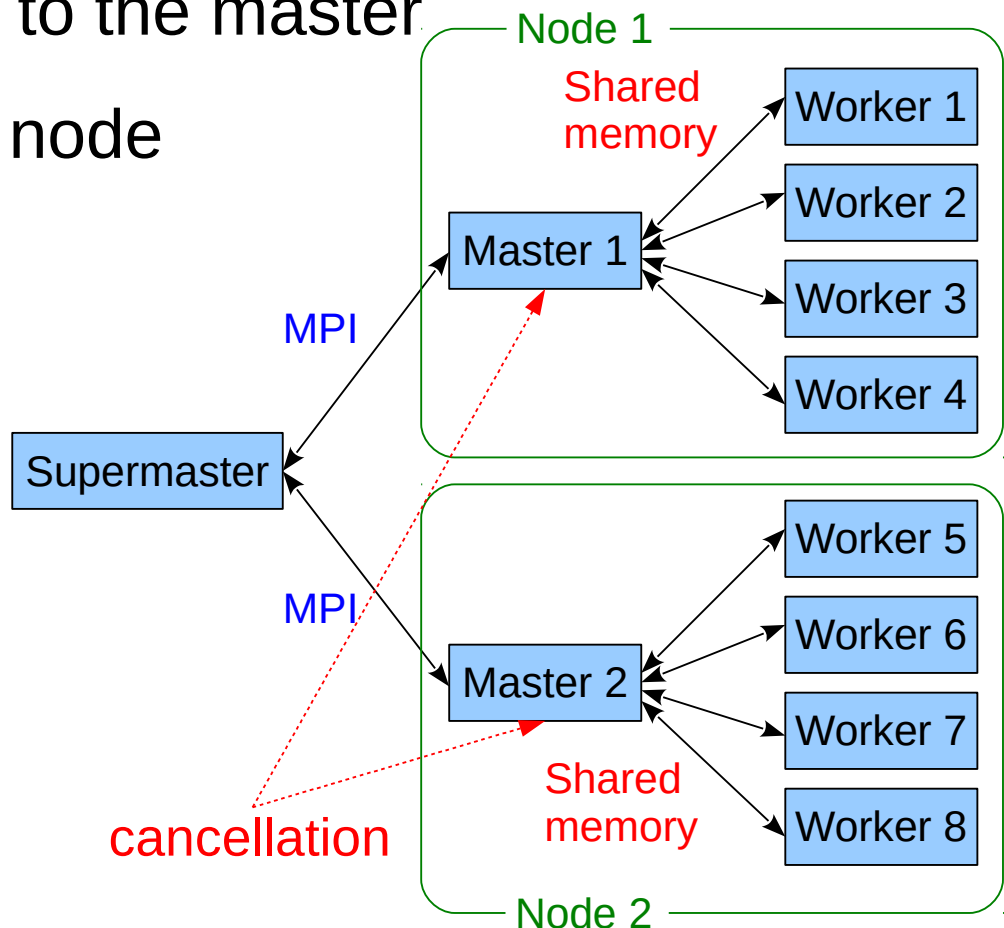 to the master
node
Node 1
Shared
memory
Worker 1
Worker 2
Master 1
Worker 3
MPI
Worker 4
Supermaster
Worker 5
MPI
Worker 6
Master 2
Worker 7
Shared
memory
Worker 8
cancellation
Node 2